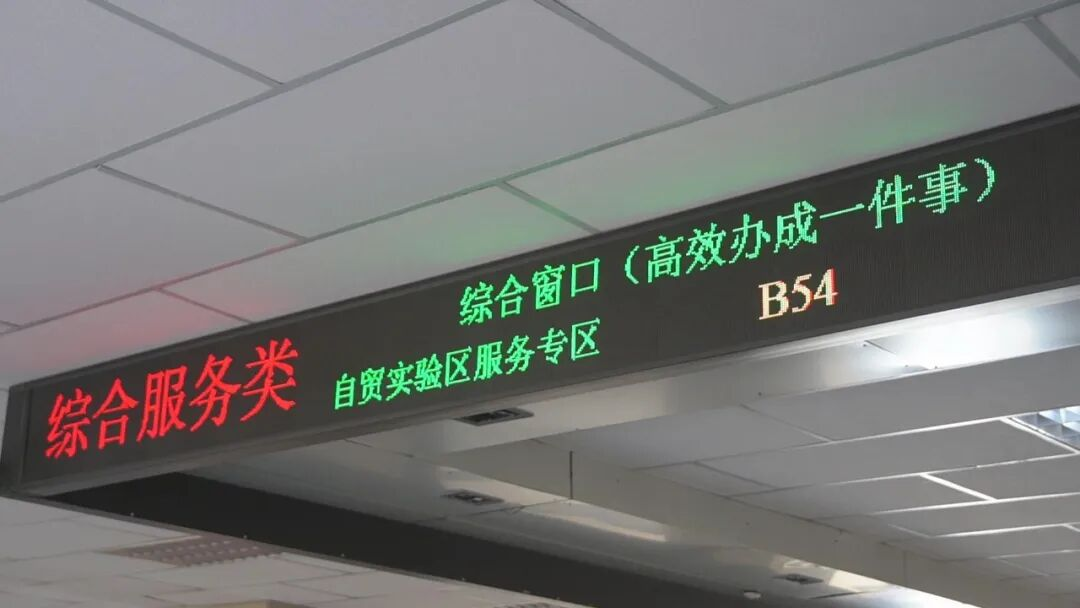 综合服务类
综合窗口（高效办成一件事）
自贸实验区服务专区
B54